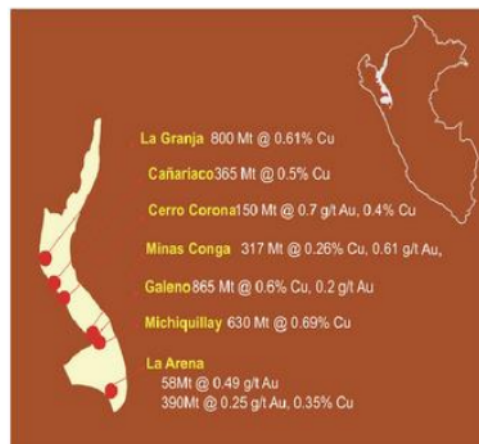 La Granja 800 Mt @ 0.61% Cu
Cañariaco 365 Mt @ 0.5% Cu
Cerro Corona 150 Mt @ 0.7 g/t Au, 0.4% Cu
Minas Conga 317 Mt @ 0.26% Cu, 0.61 g/t Au,
Galeno 865 Mt @ 0.6% Cu, 0.2 g/t Au
Michiquillay 630 Mt @ 0.69% Cu
La Arena
58Mt @ 0.49 g/t Au
390Mt @ 0.25 g/t Au, 0.35% Cu